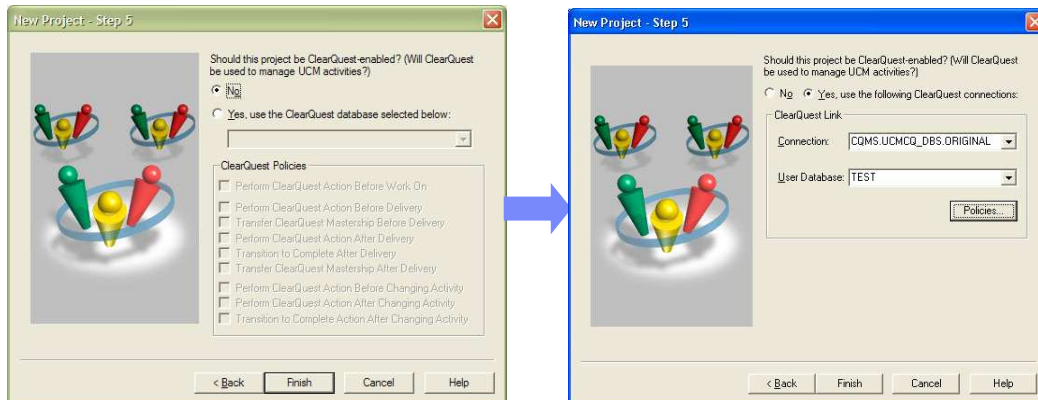 New Project - Step 5
Should this project be ClearQuest-enabled? (Will ClearQuest
be used to manage UCM activities?)
No
Yes, use the ClearQuest database selected below:
ClearQuest Policies
Perform ClearQuest Action Before Work On
Perform ClearQuest Action Before Delivery
Transfer ClearQuest Mastership Before Delivery
Perform ClearQuest Action After Delivery
Transition to Complete After Delivery
Transfer ClearQuest Mastership After Delivery
Perform ClearQuest Action Before Changing Activity
Perform ClearQuest Action After Changing Activity
Transition to Complete Action After Changing Activity
< Back Finish Cancel Help
New Project - Step 5
Should this project be ClearQuest-enabled? (Will ClearQuest
be used to manage UCM activities?)
No Yes, use the following ClearQuest connections:
ClearQuest Link
Connection: CQMS.UCMCQ_DBS.ORIGINAL
User Database: TEST
Policies...
< Back Finish Cancel Help